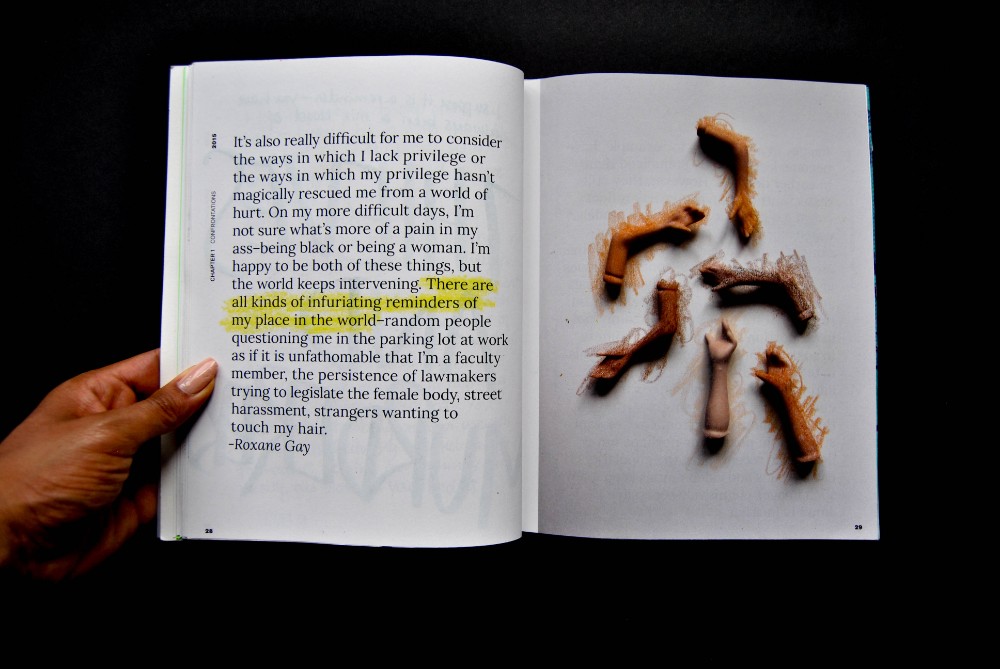 2015
CHAPTER 1 CONFRONTATIONS
It's also really difficult for me to consider
the ways in which I lack privilege or
the ways in which my privilege hasn't
magically rescued me from a world of
hurt. On my more difficult days, I'm
not sure what's more of a pain in my
ass–being black or being a woman. I'm
happy to be both of these things, but
the world keeps intervening. There are
all kinds of infuriating reminders of
my place in the world–random people
questioning me in the parking lot at work
as if it is unfathomable that I'm a faculty
member, the persistence of lawmakers
trying to legislate the female body, street
harassment, strangers wanting to
touch my hair.
-Roxane Gay
28
29